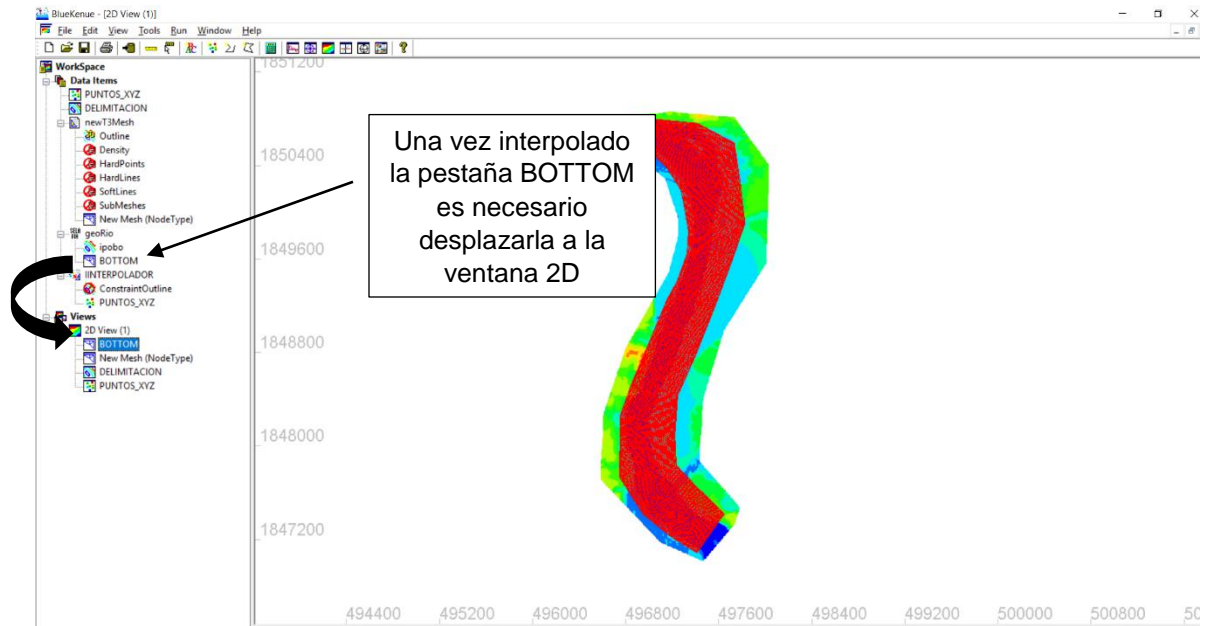 BlueKenue - [2D View (1)]
File Edit View Tools Run Window Help
WorkSpace
Data Items
PUNTOS_XYZ
DELIMITACION
newT3Mesh
Outline
Density
HardPoints
HardLines
SoftLines
SubMeshes
New Mesh (NodeType)
geoRio
ipobo
BOTTOM
IINTERPOLADOR
ConstraintOutline
PUNTOS_XYZ
Views
2D View (1)
BOTTOM
New Mesh (NodeType)
DELIMITACION
PUNTOS_XYZ
Una vez interpolado
la pestaña BOTTOM
es necesario
desplazarla a la
ventana 2D
1851200
1850400
1849600
1848800
1848000
1847200
494400 495200 496000 496800 497600 498400 499200 500000 500800 50